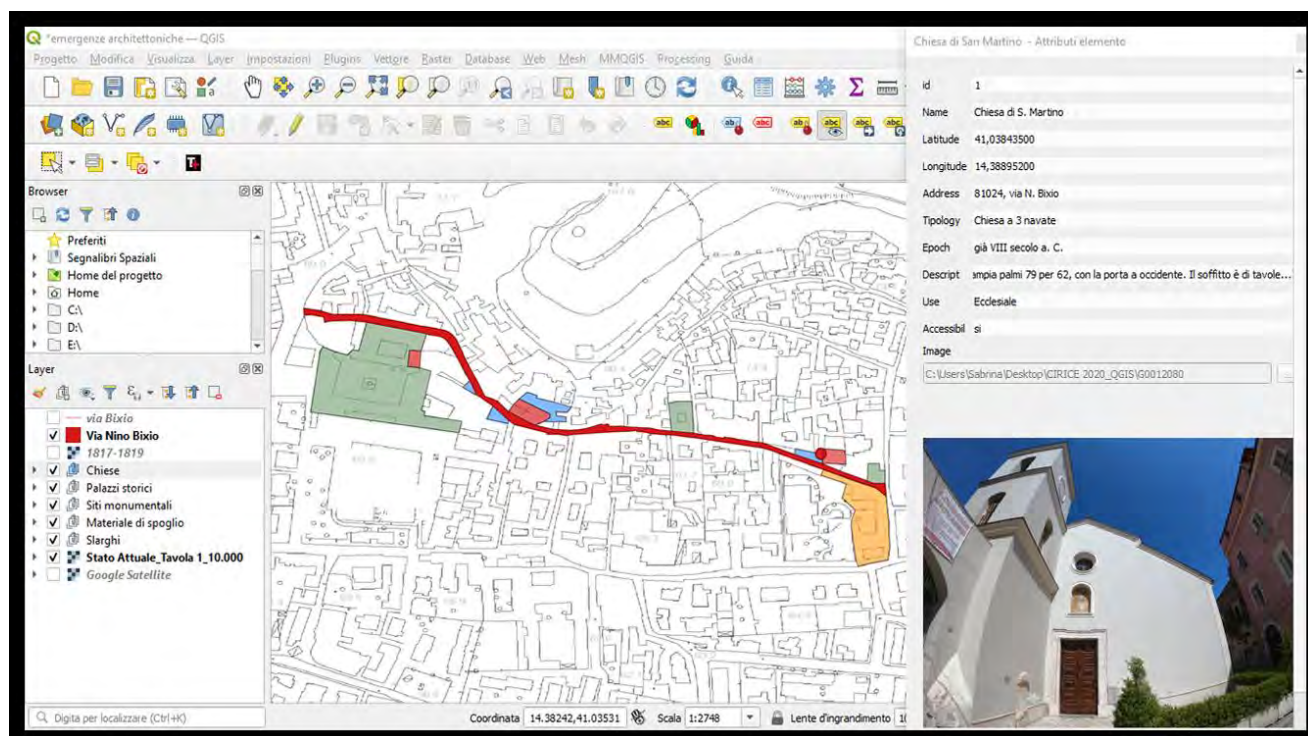 *emergenze architettoniche — QGIS
Progetto Modifica Visualizza Layer Impostazioni Plugins Vettore Raster Database Web Mesh MMQGIS Processing Guida
Browser
Preferiti
Segnalibri Spaziali
Home del progetto
Home
C:\
D:\
E:\
Layer
via Bixio
Via Nino Bixio
1817-1819
Chiese
Palazzi storici
Siti monumentali
Materiale di spoglio
Slarghi
Stato Attuale_Tavola 1_10.000
Google Satellite
Digita per localizzare (Ctrl+K)
Coordinata 14.38242,41.03531 Scala 1:2748 Lente d'ingrandimento 10
Chiesa di San Martino - Attributi elemento
id 1
Name Chiesa di S. Martino
Latitude 41,03843500
Longitude 14,38895200
Address 81024, via N. Bixio
Tipology Chiesa a 3 navate
Epoch già VIII secolo a. C.
Descript ampia palmi 79 per 62, con la porta a occidente. Il soffitto è di tavole...
Use Ecclesiale
Accessibil si
Image
C:\Users\Sabrina\Desktop\CIRICE 2020_QGIS\G0012080
...